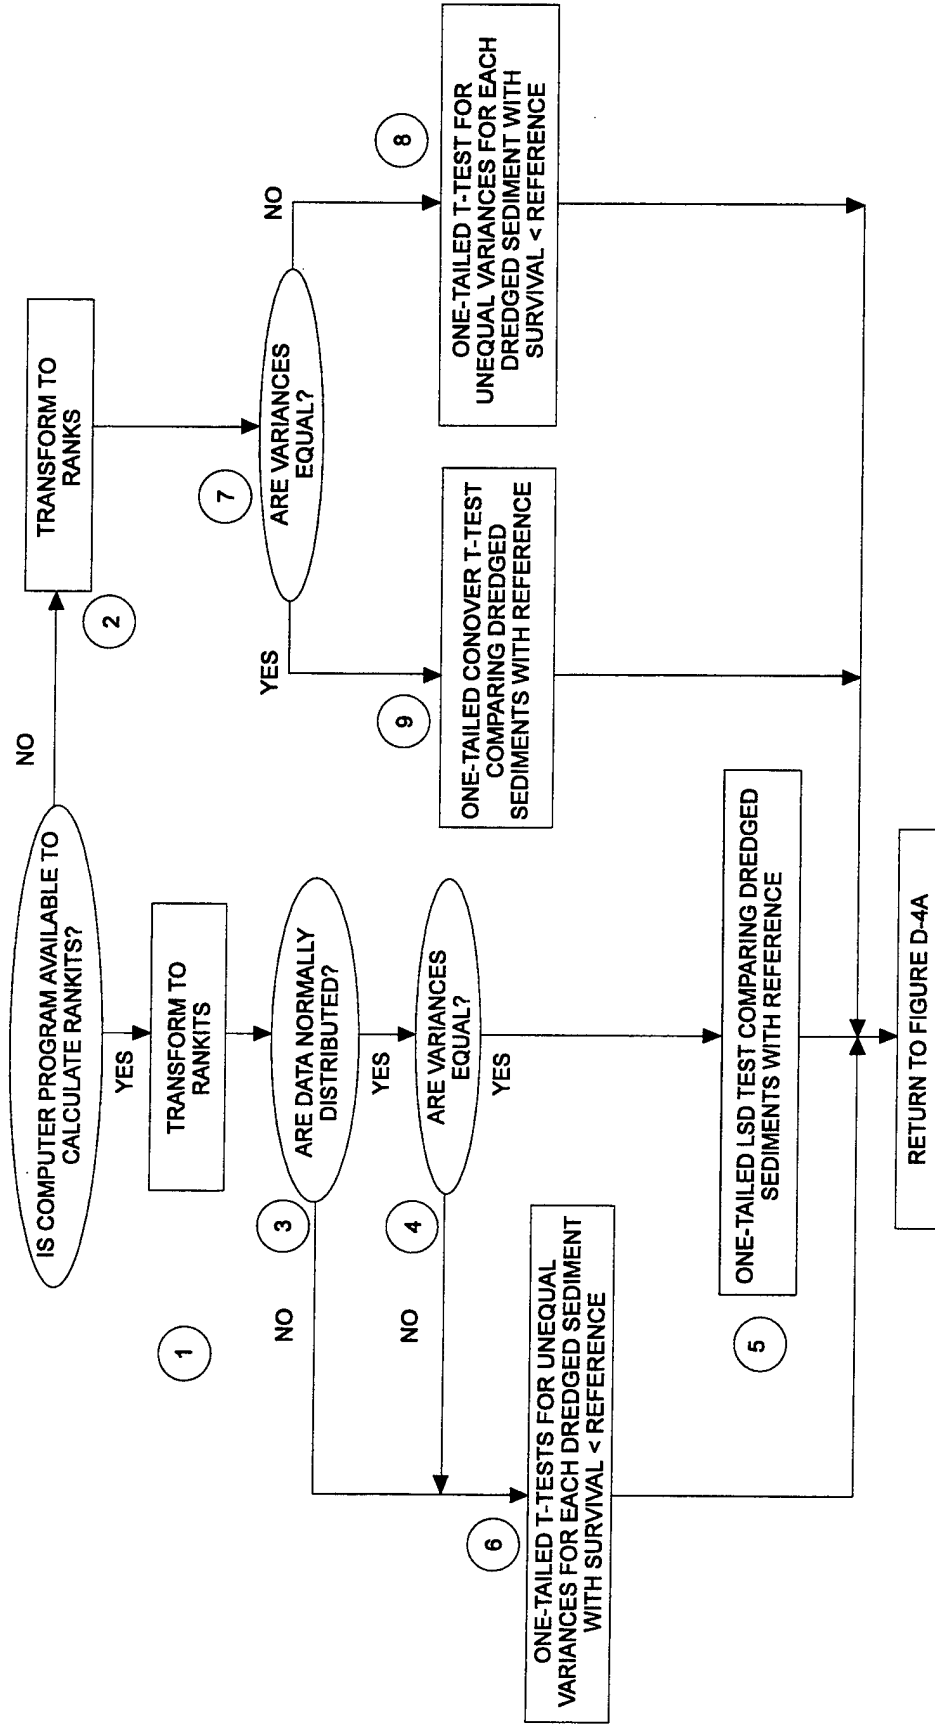 IS COMPUTER PROGRAM AVAILABLE TO
CALCULATE RANKITS?
NO
YES
1
TRANSFORM TO
RANKITS
2
TRANSFORM TO
RANKS
3
ARE DATA NORMALLY
DISTRIBUTED?
NO
YES
4
ARE VARIANCES
EQUAL?
NO
YES
7
ARE VARIANCES
EQUAL?
YES
NO
6
ONE-TAILED T-TESTS FOR UNEQUAL
VARIANCES FOR EACH DREDGED SEDIMENT
WITH SURVIVAL < REFERENCE
9
ONE-TAILED CONOVER T-TEST
COMPARING DREDGED
SEDIMENTS WITH REFERENCE
8
ONE-TAILED T-TEST FOR
UNEQUAL VARIANCES FOR EACH
DREDGED SEDIMENT WITH
SURVIVAL < REFERENCE
5
ONE-TAILED LSD TEST COMPARING DREDGED
SEDIMENTS WITH REFERENCE
RETURN TO FIGURE D-4A